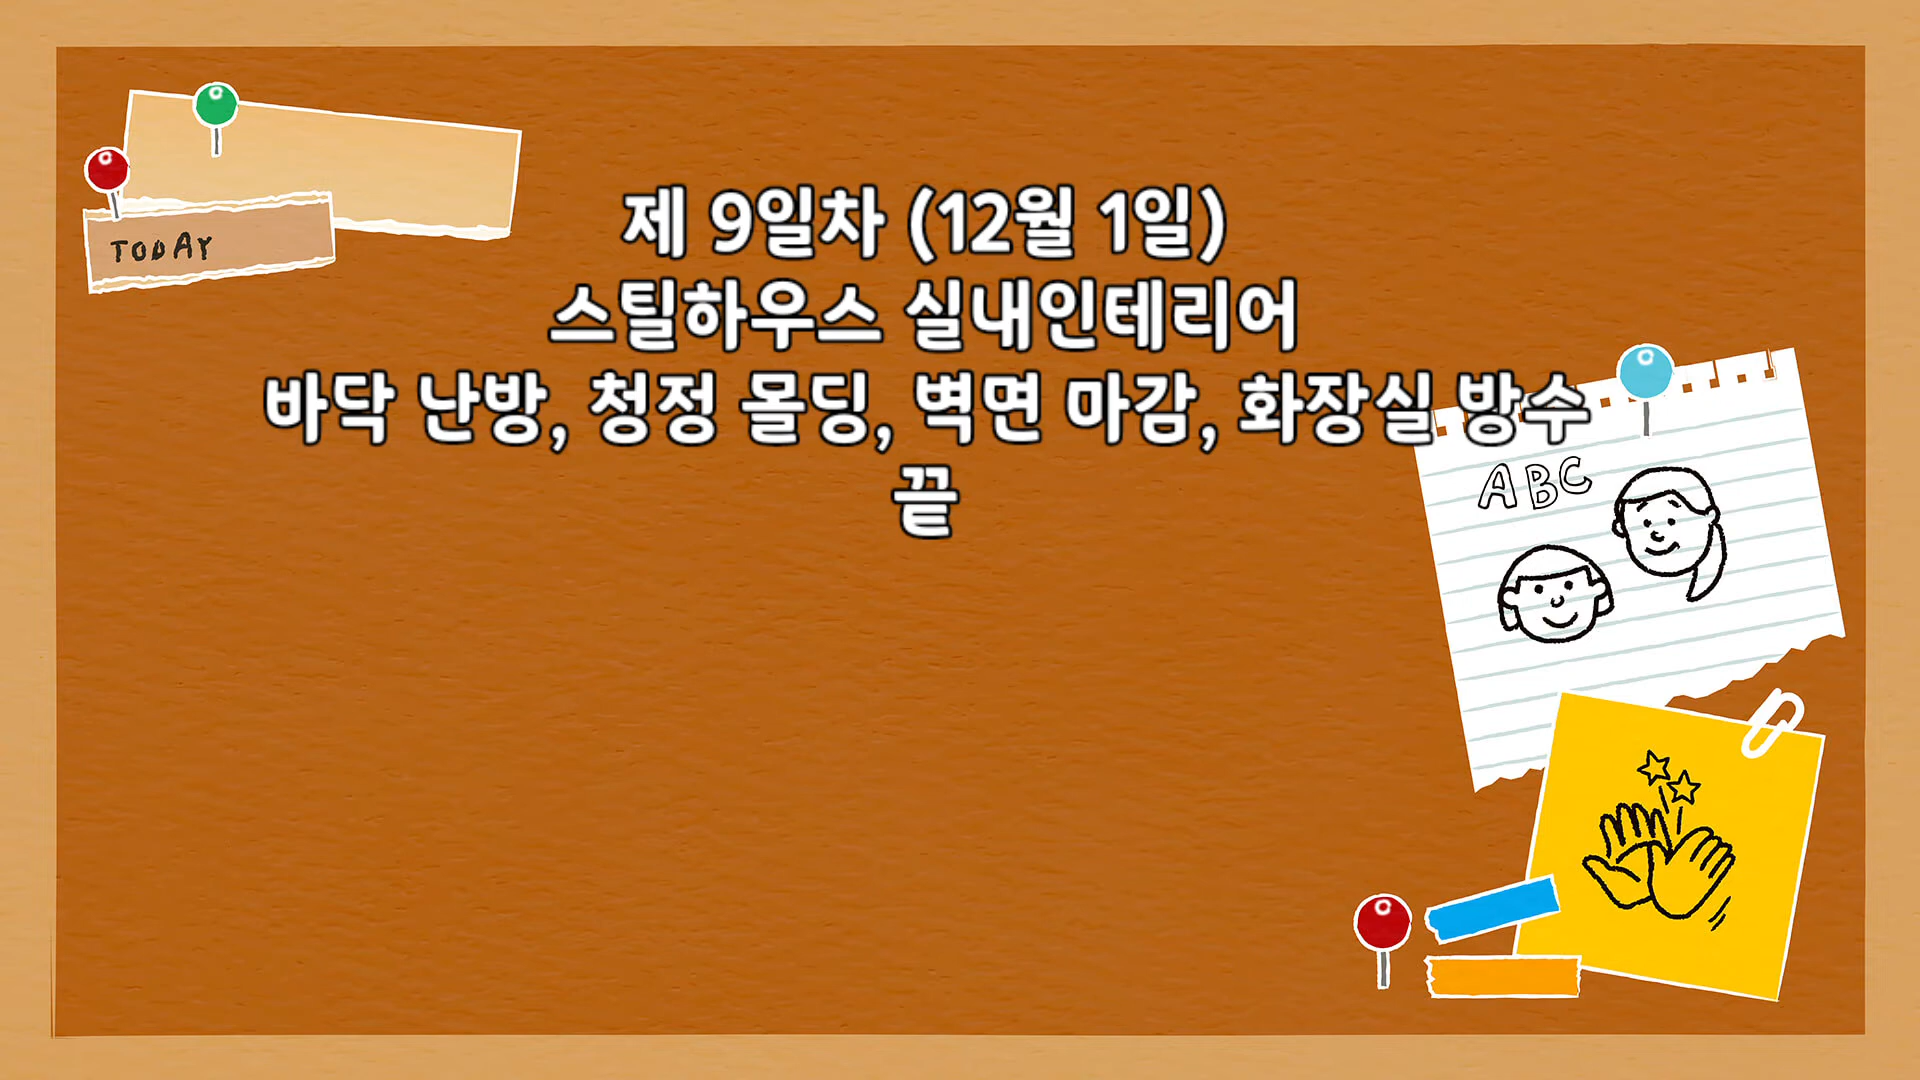 TODAY
제 9일차 (12월 1일)
스틸하우스 실내인테리어
바닥 난방, 청정 몰딩, 벽면 마감, 화장실 방수
끝
ABC